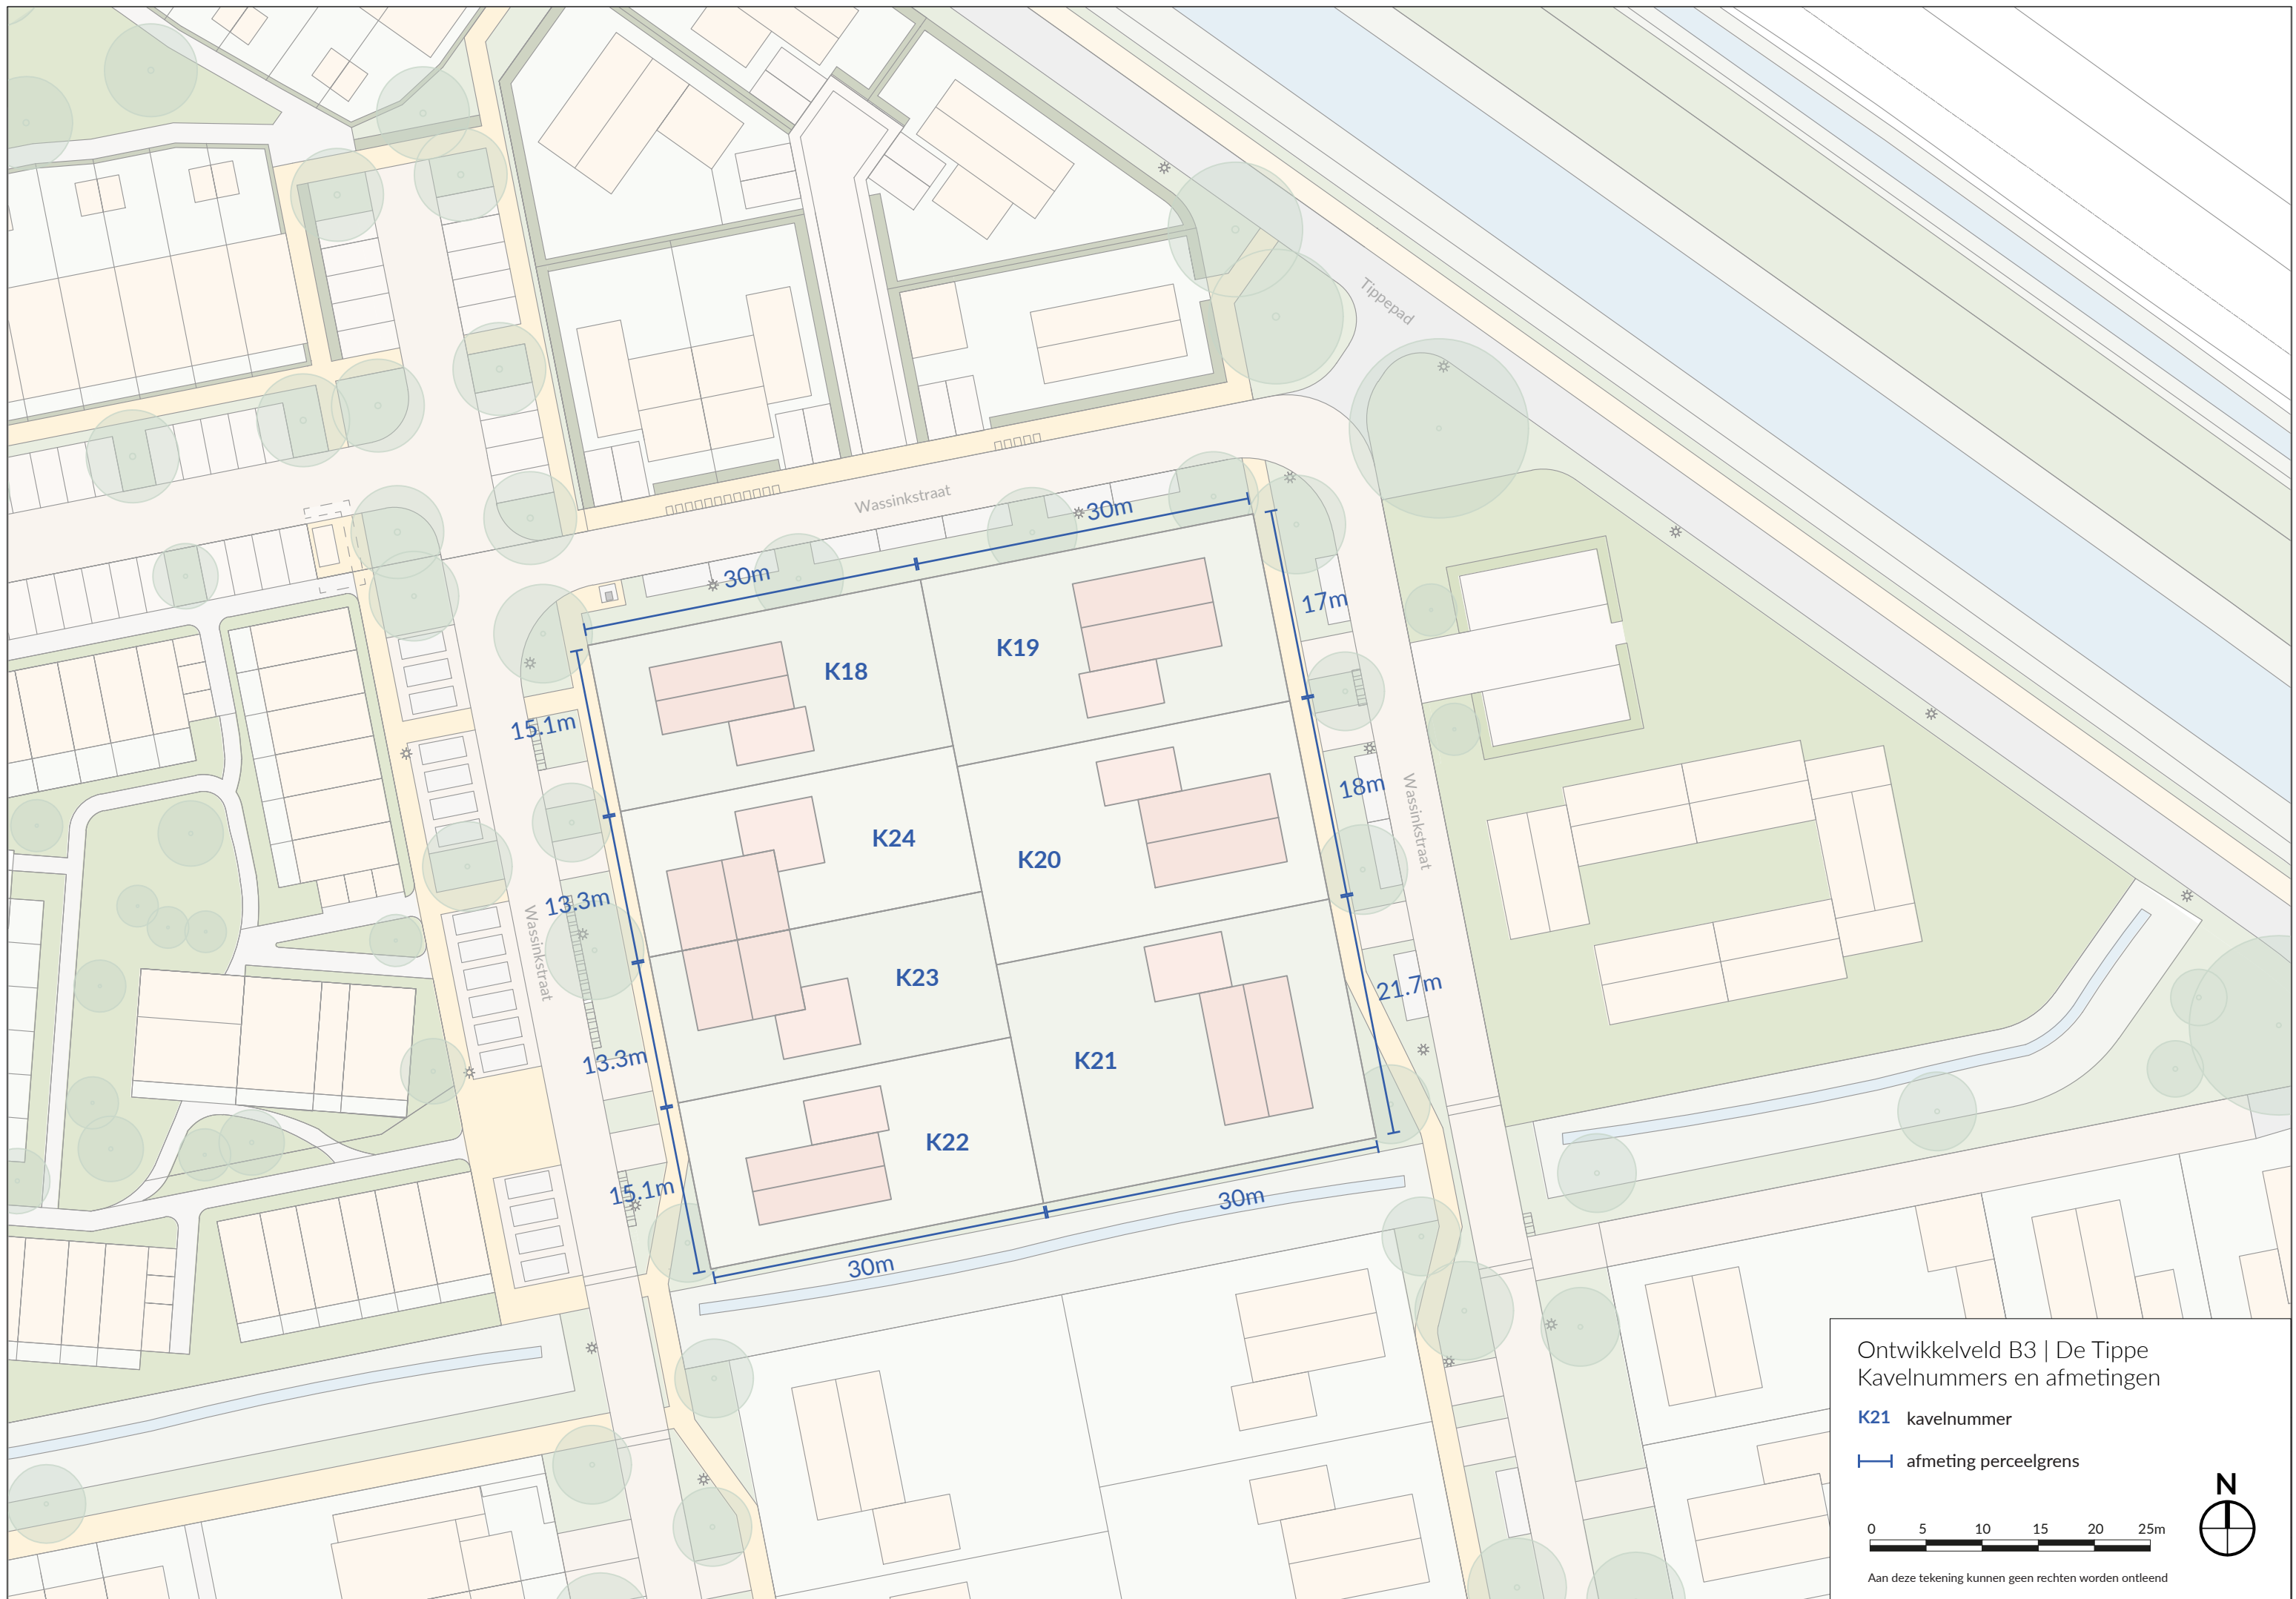 Tippepad
Wassinkstraat
30m
30m
17m
K19
K18
15.1m
18m
Wassinkstraat
K24
K20
13.3m
Wassinkstraat
K23
21.7m
13.3m
K21
K22
15.1m
30m
30m
Ontwikkelveld B3 | De Tippe
Kavelnummers en afmetingen
K21 kavelnummer
afmeting perceelgrens
N
0 5 10 15 20 25m
Aan deze tekening kunnen geen rechten worden ontleend